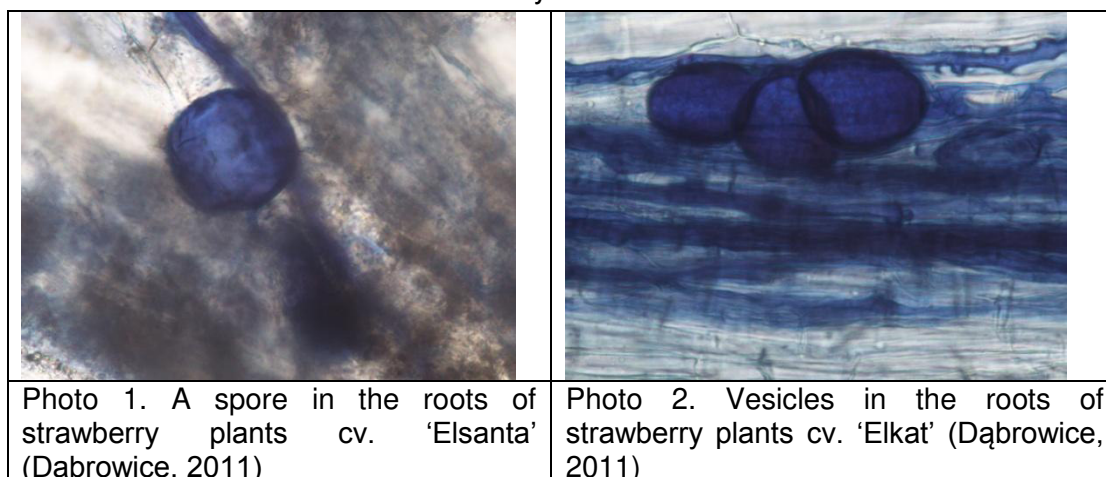 Photo 1. A spore in the roots of
strawberry plants cv. ‘Elsanta’
(Dąbrowice, 2011)
Photo 2. Vesicles in the roots of
strawberry plants cv. ‘Elkat’ (Dąbrowice,
2011)